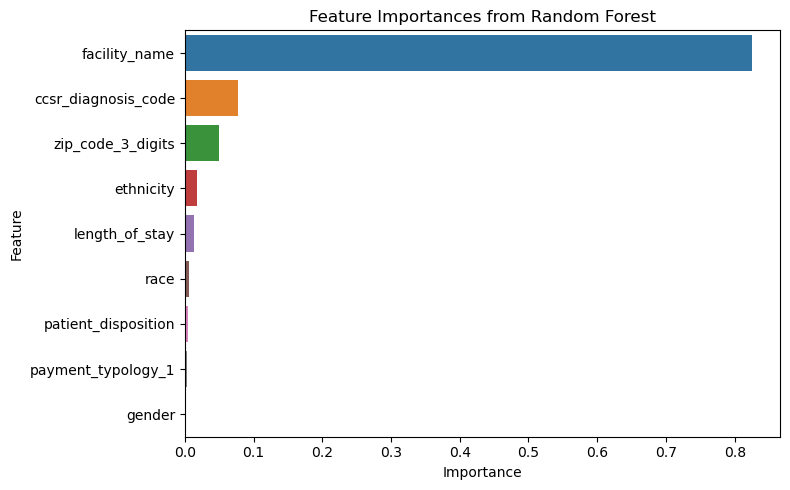 Feature Importances from Random Forest
facility_name
ccsr_diagnosis_code
zip_code_3_digits
ethnicity
length_of_stay
race
patient_disposition
payment_typology_1
gender
Feature
0.0 0.1 0.2 0.3 0.4 0.5 0.6 0.7 0.8
Importance